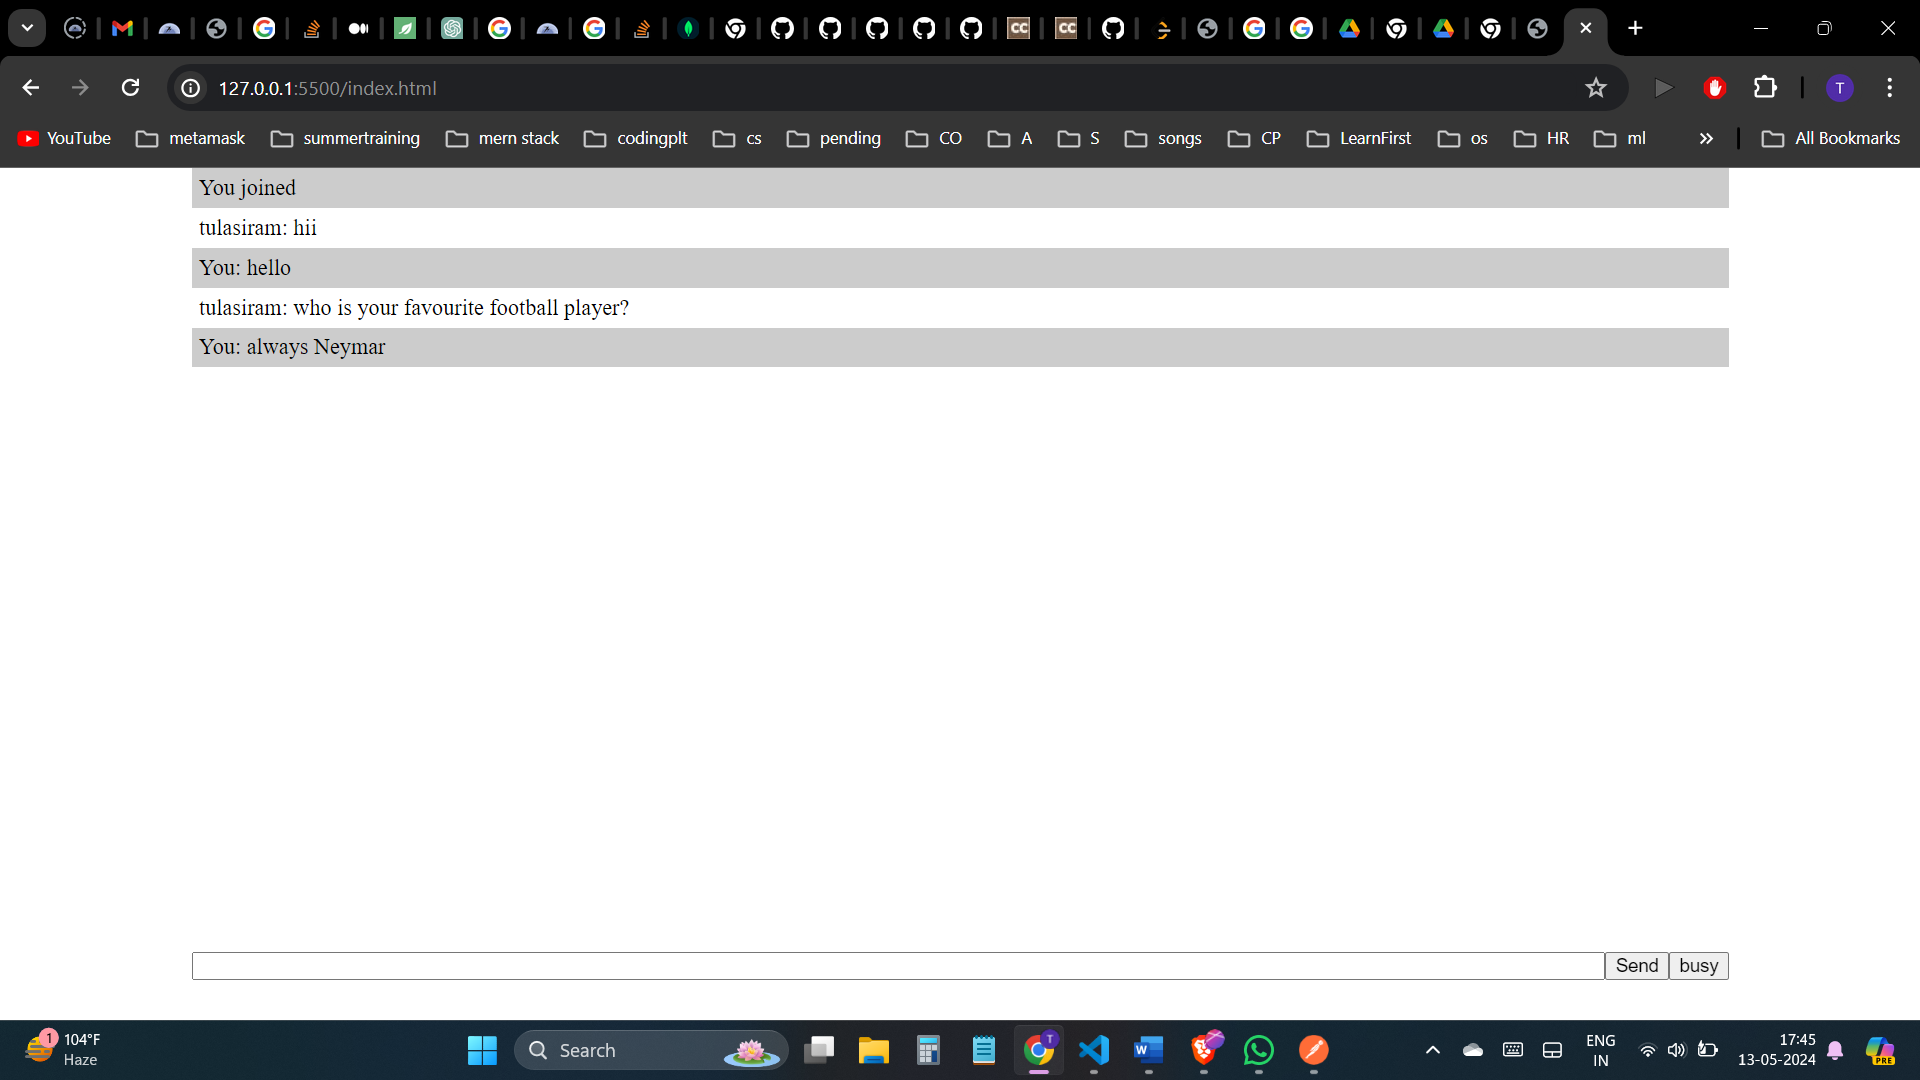 127.0.0.1:5500/index.html
T
YouTube metamask summertraining mern stack codingplt cs pending CO A S songs CP LearnFirst os HR ml » All Bookmarks
You joined
tulasiram: hii
You: hello
tulasiram: who is your favourite football player?
You: always Neymar
Send busy
1 104°F
Haze
Search
T
ENG
IN
17:45
13-05-2024
PRE